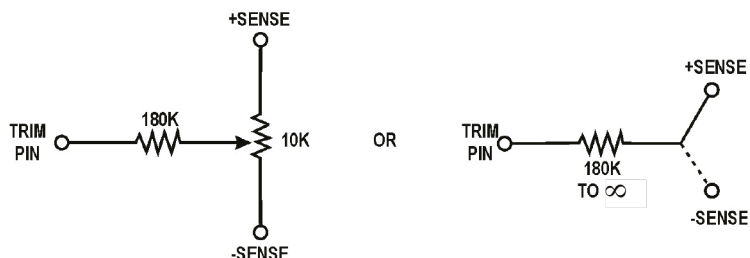 +SENSE
180K
TRIM
PIN
10K
-SENSE
OR
+SENSE
TRIM
PIN
180K
TO ∞
-SENSE